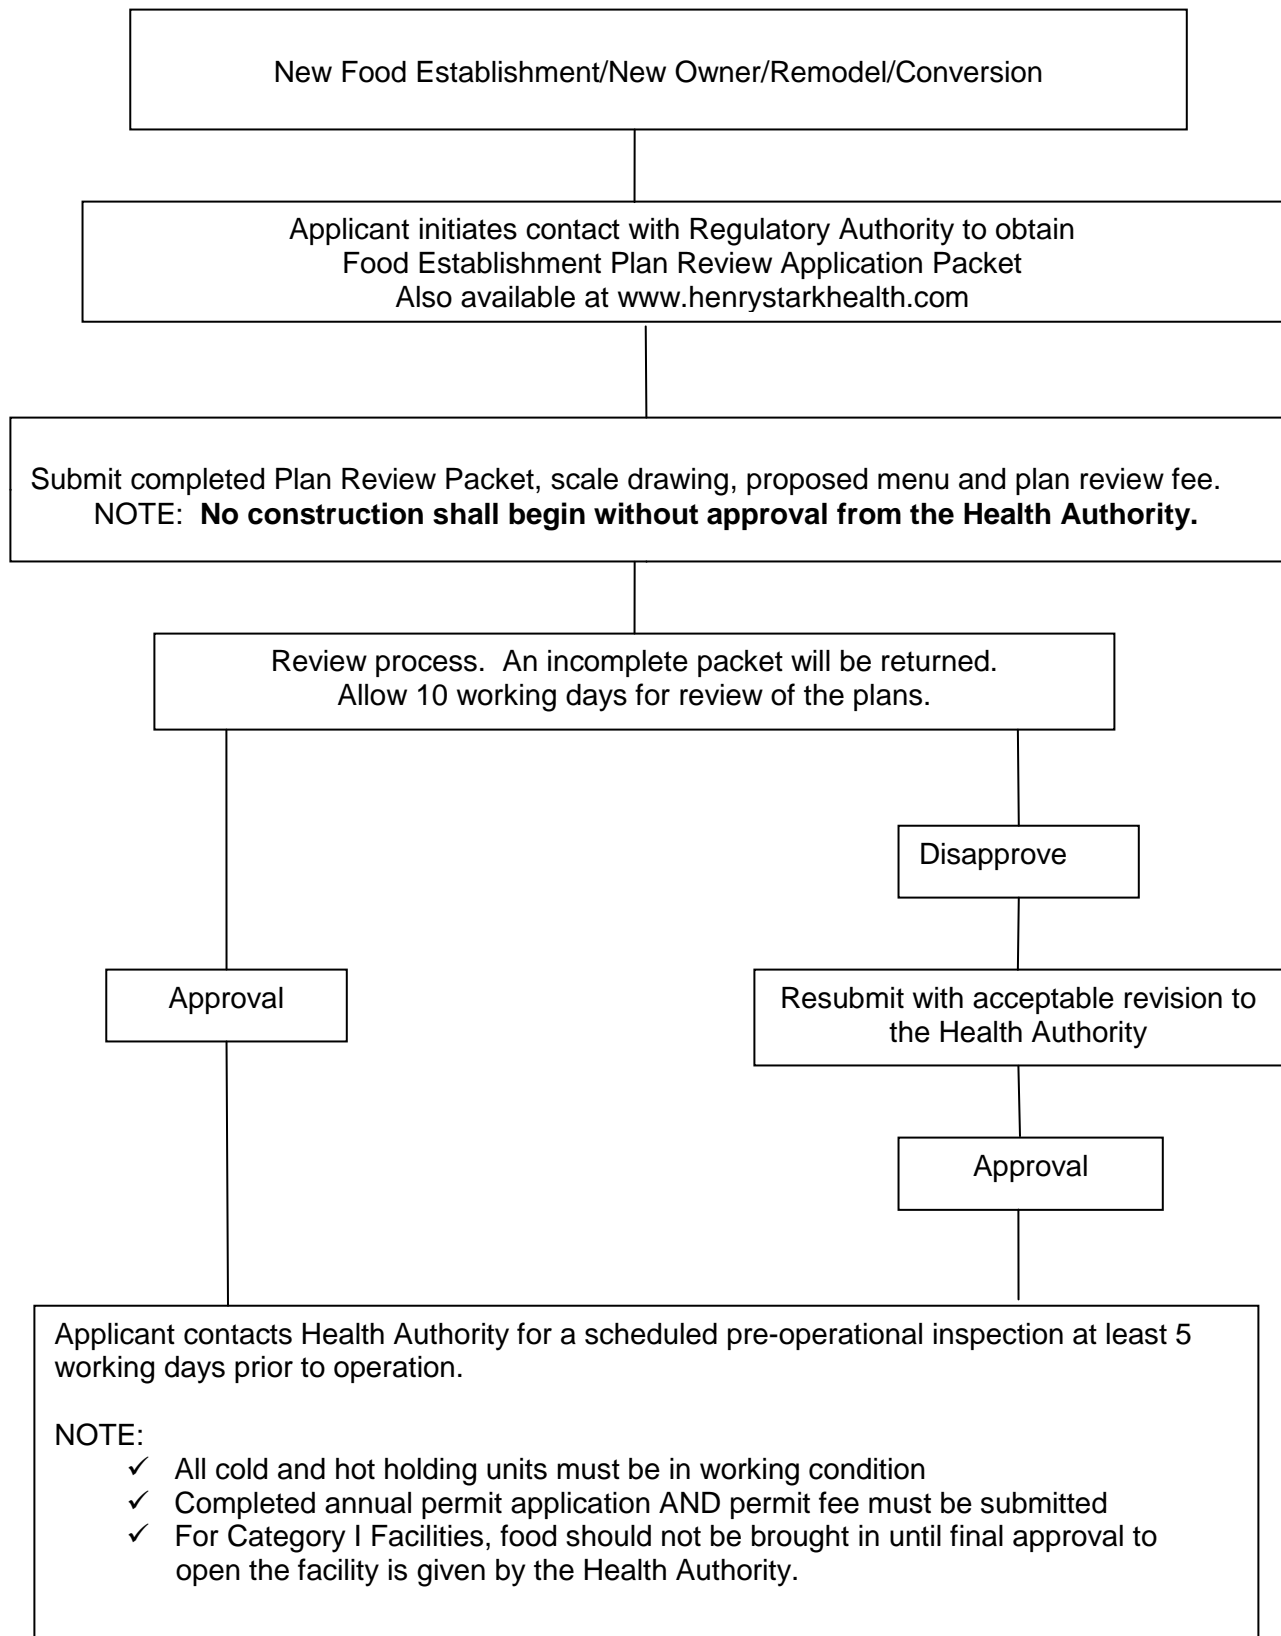 New Food Establishment/New Owner/Remodel/Conversion
Applicant initiates contact with Regulatory Authority to obtain
Food Establishment Plan Review Application Packet
Also available at www.henrystarkhealth.com
Submit completed Plan Review Packet, scale drawing, proposed menu and plan review fee.
NOTE: No construction shall begin without approval from the Health Authority.
Review process. An incomplete packet will be returned.
Allow 10 working days for review of the plans.
Disapprove
Approval
Resubmit with acceptable revision to
the Health Authority
Approval
Applicant contacts Health Authority for a scheduled pre-operational inspection at least 5
working days prior to operation.
NOTE:
✓ All cold and hot holding units must be in working condition
✓ Completed annual permit application AND permit fee must be submitted
✓ For Category I Facilities, food should not be brought in until final approval to
open the facility is given by the Health Authority.